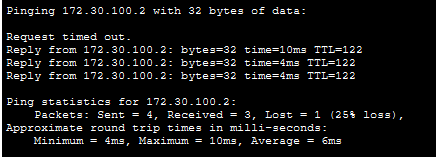 Pinging 172.30.100.2 with 32 bytes of data:
Request timed out.
Reply from 172.30.100.2: bytes=32 time=10ms TTL=122
Reply from 172.30.100.2: bytes=32 time=4ms TTL=122
Reply from 172.30.100.2: bytes=32 time=4ms TTL=122
Ping statistics for 172.30.100.2:
    Packets: Sent = 4, Received = 3, Lost = 1 (25% loss),
Approximate round trip times in milli-seconds:
    Minimum = 4ms, Maximum = 10ms, Average = 6ms